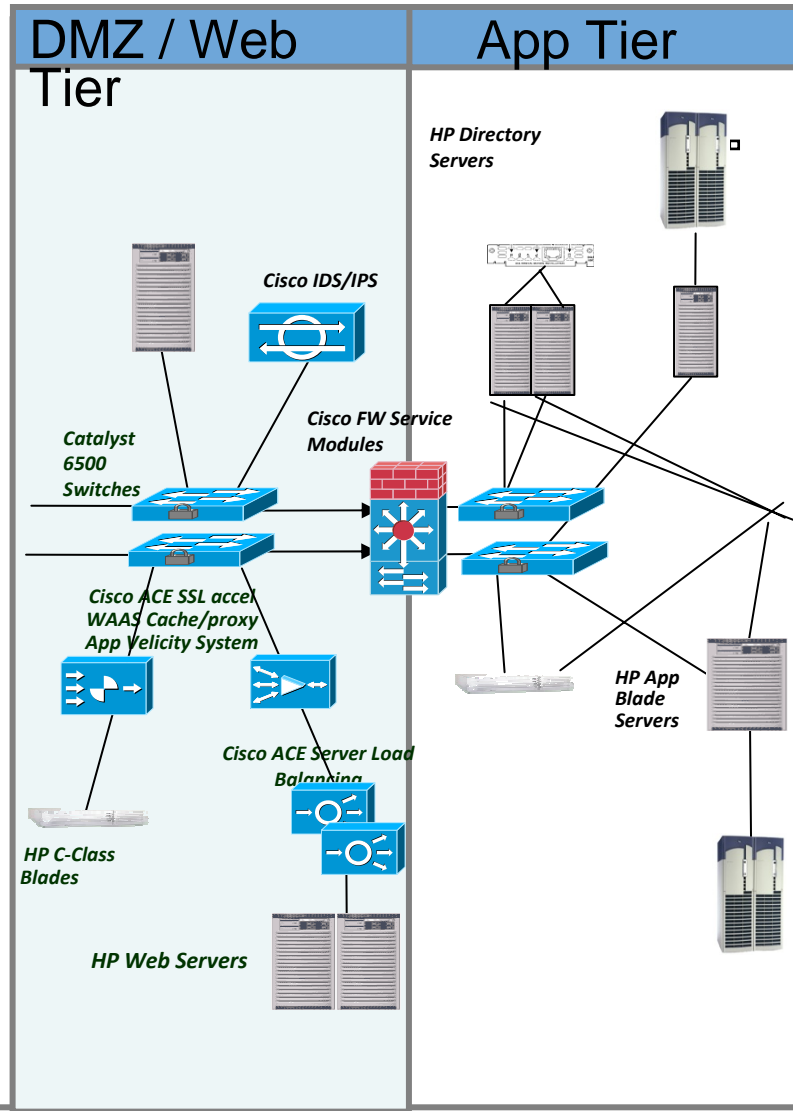 DMZ / Web
Tier
App Tier
HP Directory
Servers
Cisco IDS/IPS
Cisco FW Service
Modules
Catalyst
6500
Switches
Cisco ACE SSL accel
WAAS Cache/proxy
App Velicity System
HP App
Blade
Servers
Cisco ACE Server Load
Balancing
HP C-Class
Blades
HP Web Servers